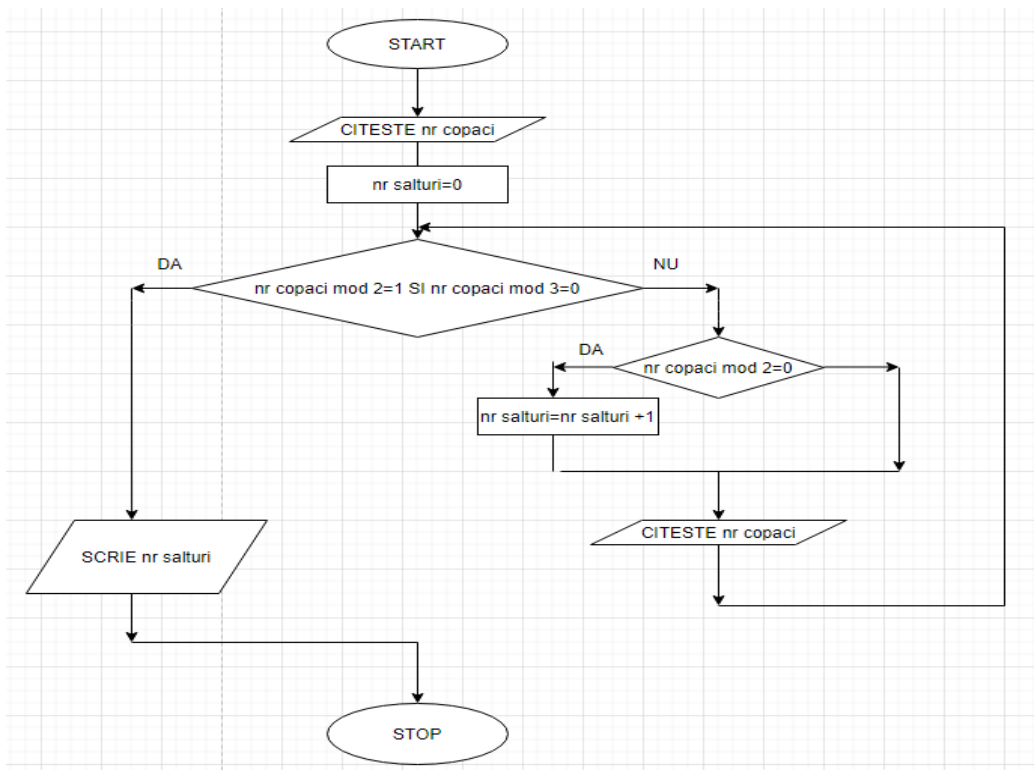 START
CITESTE nr copaci
nr salturi=0
DA
NU
nr copaci mod 2=1 SI nr copaci mod 3=0
DA
nr copaci mod 2=0
nr salturi=nr salturi +1
CITESTE nr copaci
SCRIE nr salturi
STOP